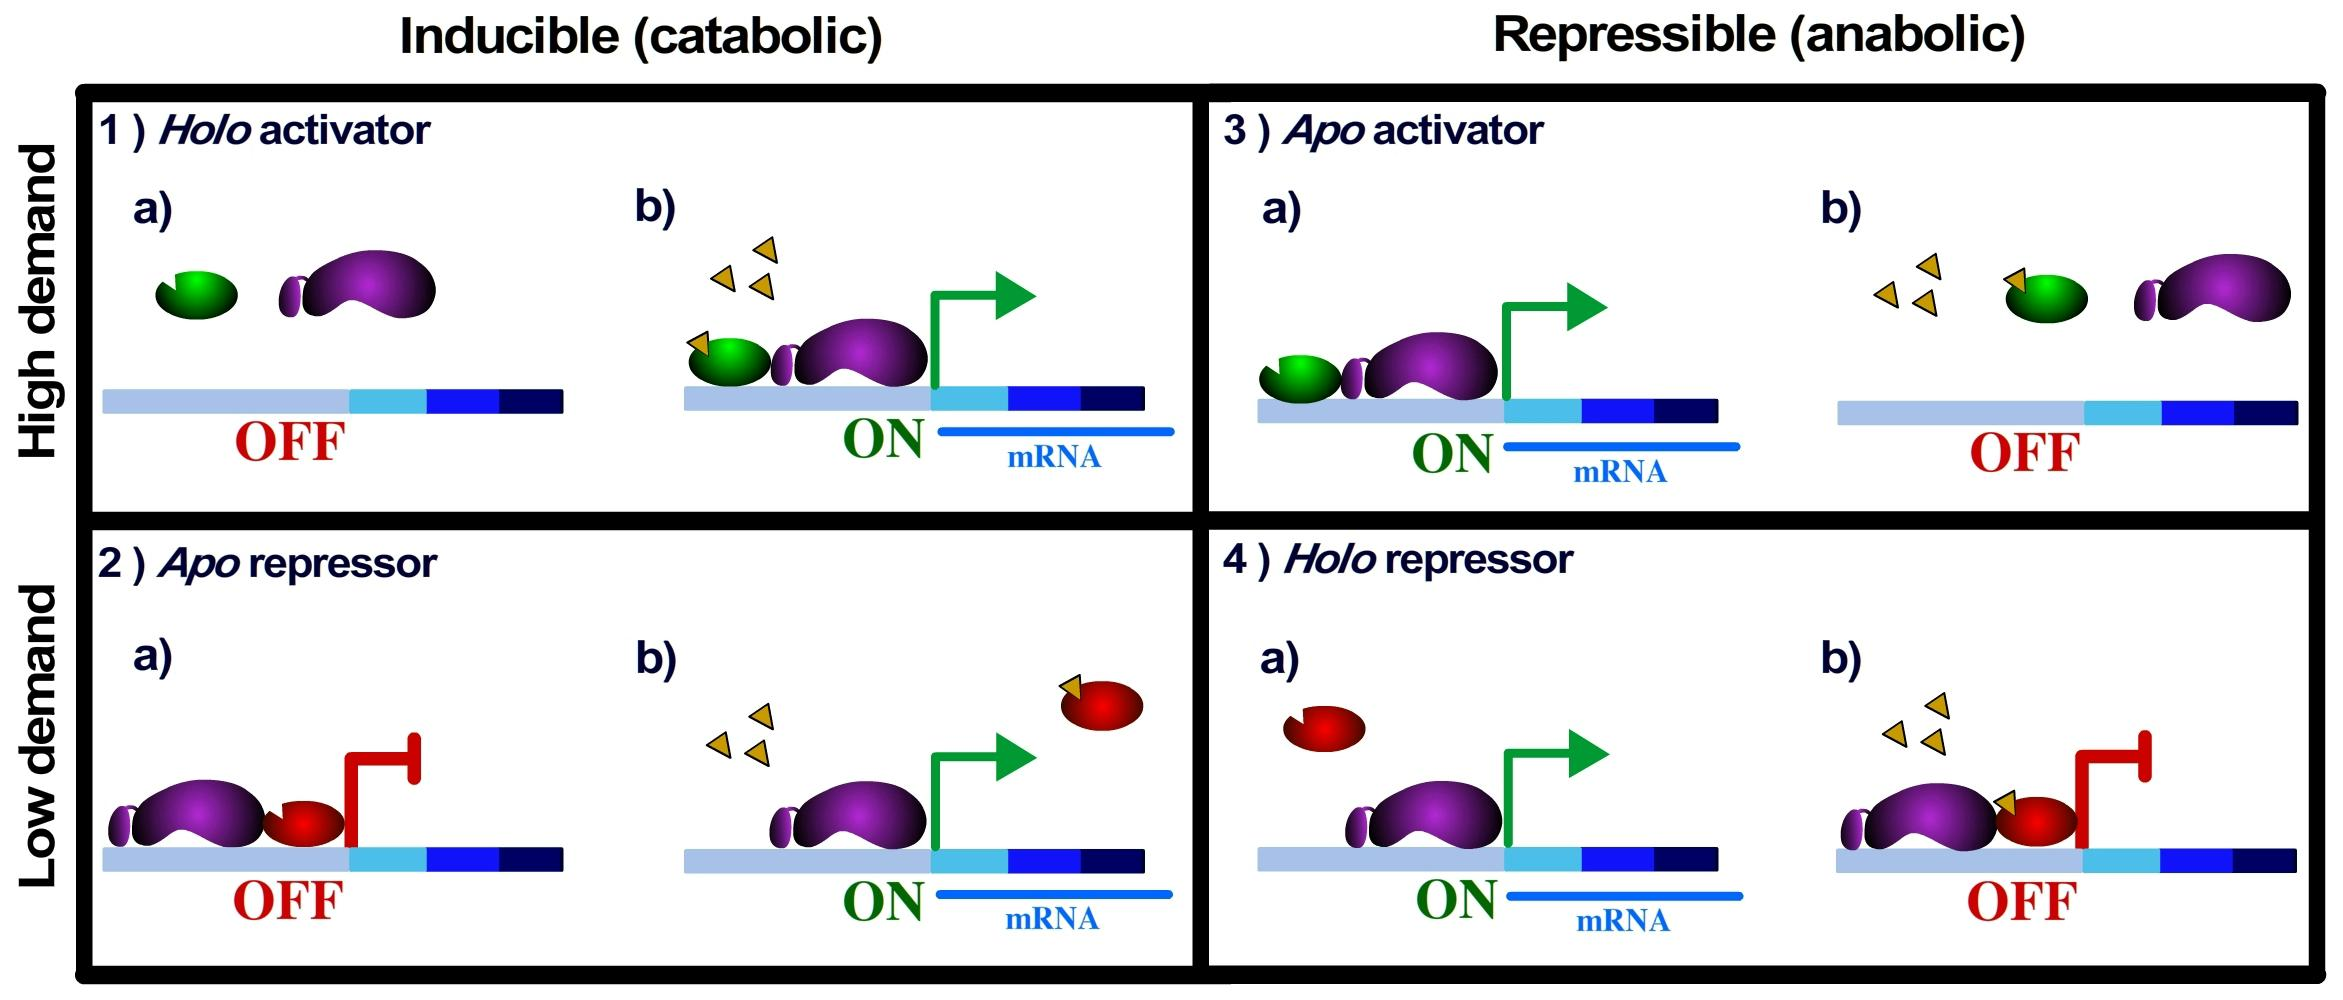 Inducible (catabolic)
Repressible (anabolic)
High demand
1 ) Holo activator
a)
OFF
b)
ON
mRNA
3 ) Apo activator
a)
ON
mRNA
b)
OFF
Low demand
2 ) Apo repressor
a)
OFF
b)
ON
mRNA
4 ) Holo repressor
a)
ON
mRNA
b)
OFF